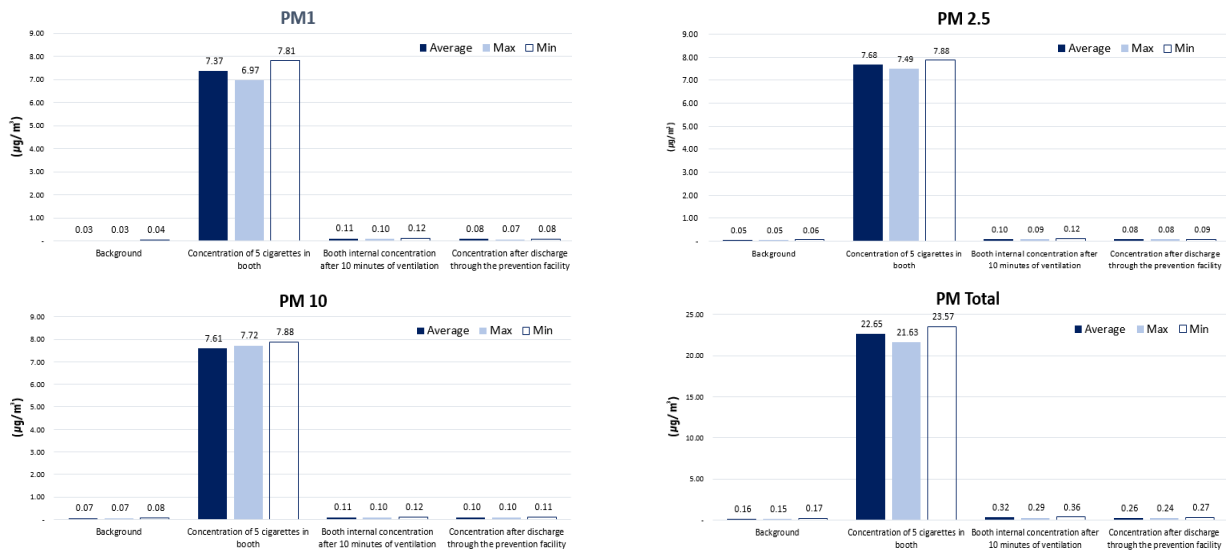 PM1
9.00
8.00
7.00
6.00
5.00
4.00
3.00
2.00
1.00
-
(µg/m³)
Average Max Min
0.03 0.03 0.04
7.37 6.97 7.81
0.11 0.10 0.12
0.08 0.07 0.08
Background
Concentration of 5 cigarettes in
booth
Booth internal concentration
after 10 minutes of ventilation
Concentration after discharge
through the prevention facility
PM 2.5
9.00
8.00
7.00
6.00
5.00
4.00
3.00
2.00
1.00
-
(µg/m³)
Average Max Min
0.05 0.05 0.06
7.68 7.49 7.88
0.10 0.09 0.12
0.08 0.08 0.09
Background
Concentration of 5 cigarettes in
booth
Booth internal concentration
after 10 minutes of ventilation
Concentration after discharge
through the prevention facility
PM 10
9.00
8.00
7.00
6.00
5.00
4.00
3.00
2.00
1.00
-
(µg/m³)
Average Max Min
0.07 0.07 0.08
7.61 7.72 7.88
0.11 0.10 0.12
0.10 0.10 0.11
Background
Concentration of 5 cigarettes in
booth
Booth internal concentration
after 10 minutes of ventilation
Concentration after discharge
through the prevention facility
PM Total
25.00
20.00
15.00
10.00
5.00
-
(µg/m³)
Average Max Min
0.16 0.15 0.17
22.65 21.63 23.57
0.32 0.29 0.36
0.26 0.24 0.27
Background
Concentration of 5 cigarettes in
booth
Booth internal concentration
after 10 minutes of ventilation
Concentration after discharge
through the prevention facility